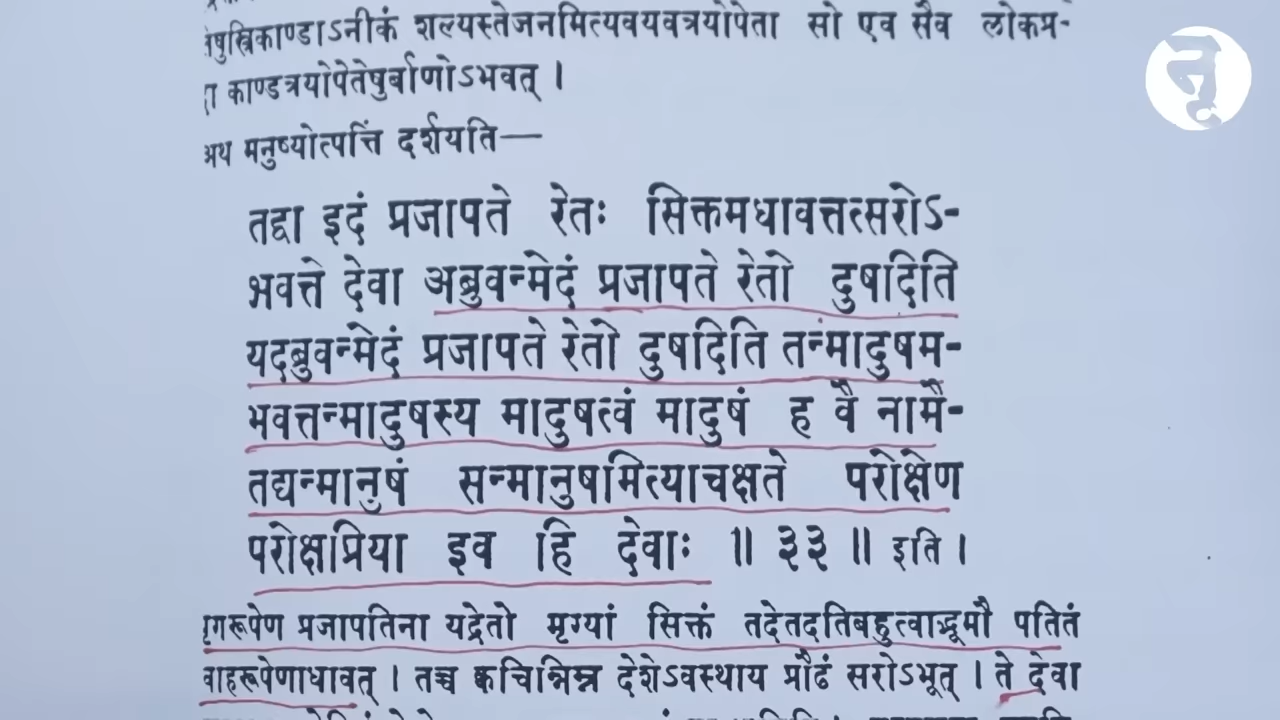 षुस्त्रिकाण्डाऽनीकं शल्यस्तेजनमित्यवयवत्रयोपेता सो एव सैव लोकप्र-
काण्डत्रयोपेतेषुर्बाणोऽभवत् ।
अथ मनुष्योत्पत्तिं दर्शयति—
तद्वा इदं प्रजापते रेतः सिक्तमधावत्तत्सरोऽ-
भवत्ते देवा अब्रुवन्मेदं प्रजापते रेतो दुषदिति
यदब्रुवन्मेदं प्रजापते रेतो दुषदिति तन्मादुषम-
भवत्तन्मादुषस्य मादुषत्वं मादुषं ह वै नामै-
तद्यन्मानुषं सन्मानुषमित्याचक्षते परोक्षेण
परोक्षप्रिया इव हि देवाः ॥ ३३ ॥ इति ।
मृगरूपेण प्रजापतिना यद्रेतो मृग्यां सिक्तं तदेतदतिबहुत्वाद्भूमौ पतितं
वाहरूपेणाधावत् । तच्च क्वचिन्निम्न देशेऽवस्थाय प्रौढं सरोऽभूत् । ते देवा